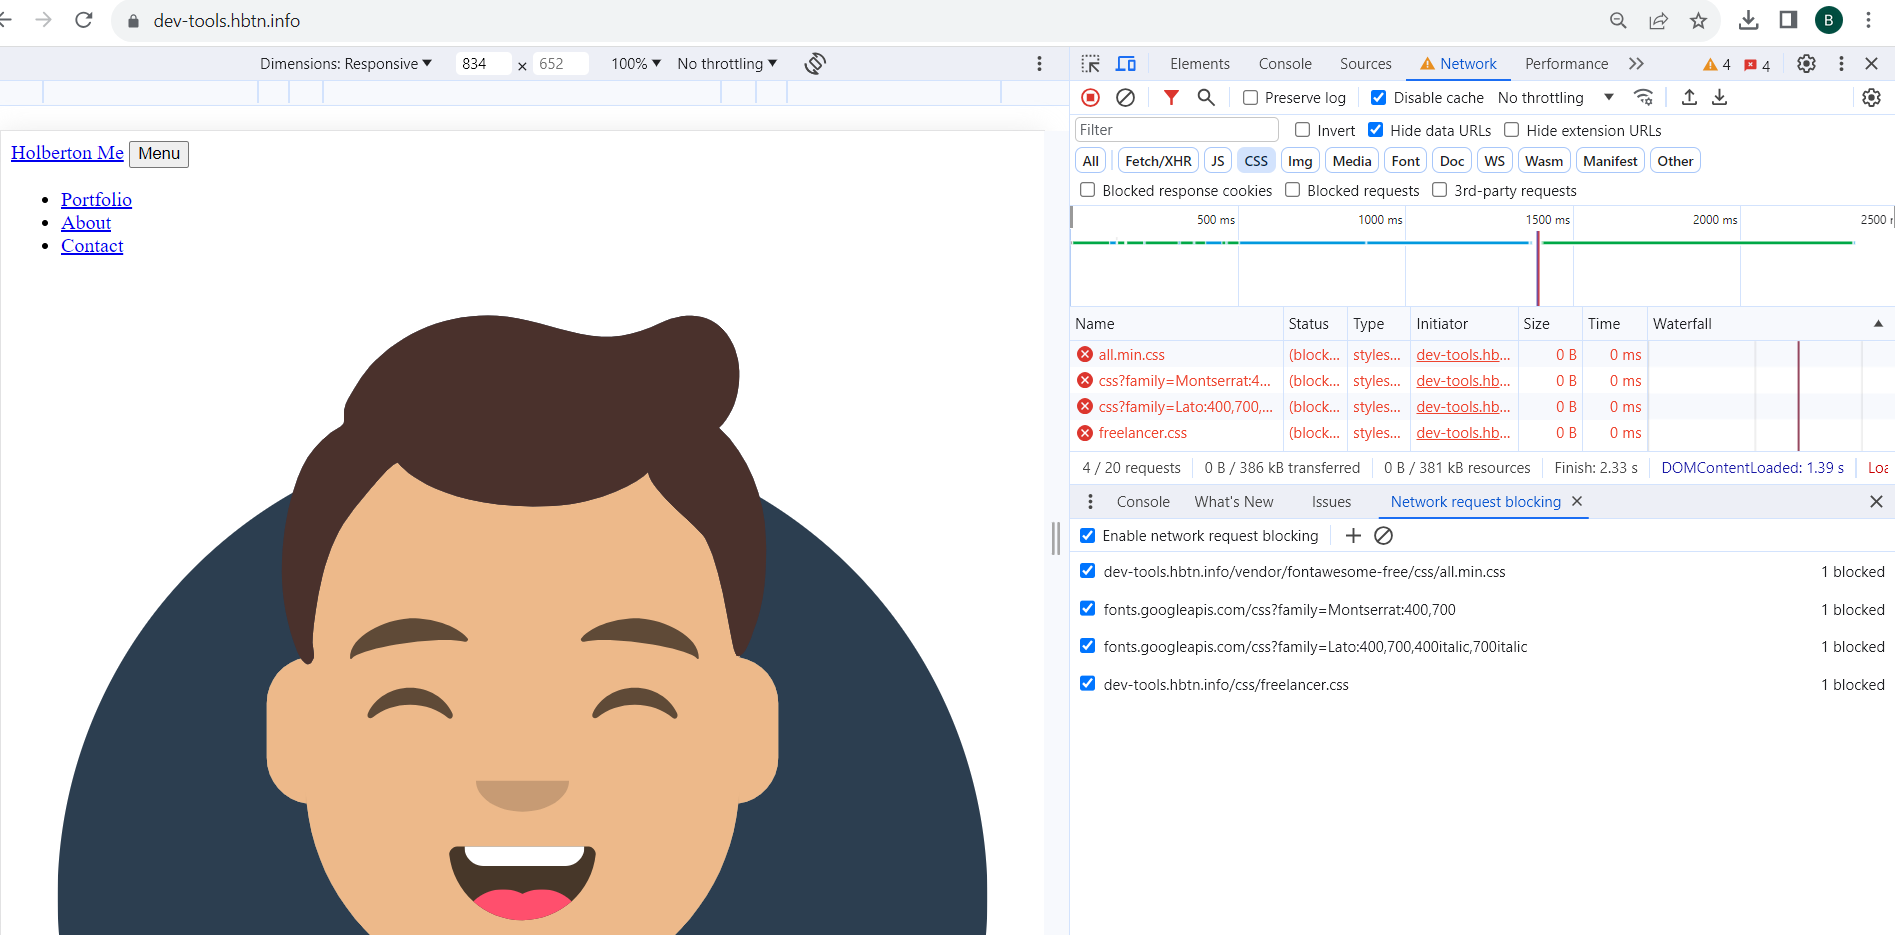 dev-tools.hbtn.info
B
Dimensions: Responsive 834 × 652 100% No throttling
Elements Console Sources Network Performance 4 4
Preserve log Disable cache No throttling
Filter Invert Hide data URLs Hide extension URLs
All Fetch/XHR JS CSS Img Media Font Doc WS Wasm Manifest Other
Blocked response cookies Blocked requests 3rd-party requests
500 ms 1000 ms 1500 ms 2000 ms 2500
Name Status Type Initiator Size Time Waterfall
all.min.css (block... styles... dev-tools.hb... 0 B 0 ms
css?family=Montserrat:4... (block... styles... dev-tools.hb... 0 B 0 ms
css?family=Lato:400,700,... (block... styles... dev-tools.hb... 0 B 0 ms
freelancer.css (block... styles... dev-tools.hb... 0 B 0 ms
4 / 20 requests 0 B / 386 kB transferred 0 B / 381 kB resources Finish: 2.33 s DOMContentLoaded: 1.39 s Loa
Console What's New Issues Network request blocking
Enable network request blocking
dev-tools.hbtn.info/vendor/fontawesome-free/css/all.min.css 1 blocked
fonts.googleapis.com/css?family=Montserrat:400,700 1 blocked
fonts.googleapis.com/css?family=Lato:400,700,400italic,700italic 1 blocked
dev-tools.hbtn.info/css/freelancer.css 1 blocked
Holberton Me Menu
Portfolio
About
Contact